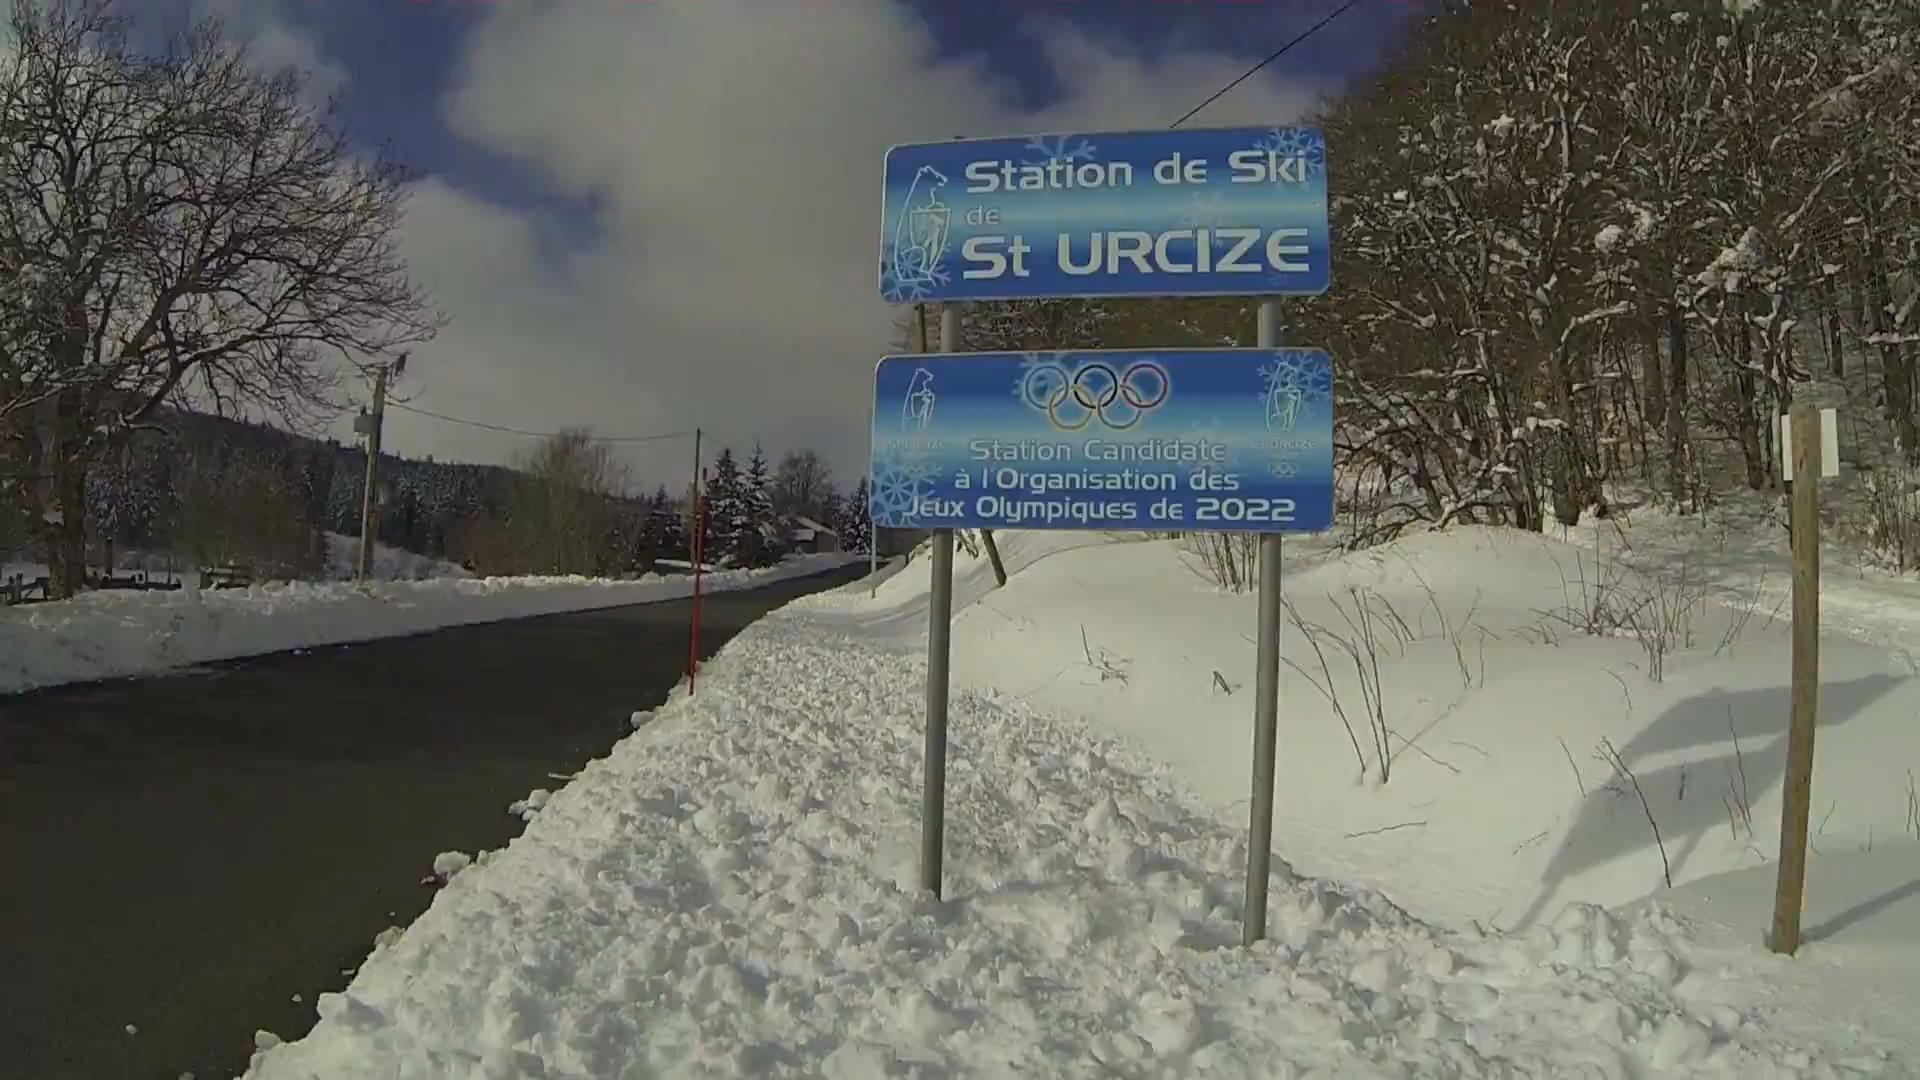 Station de Ski
de
St URCIZE
Station Candidate
à l'Organisation des
Jeux Olympiques de 2022